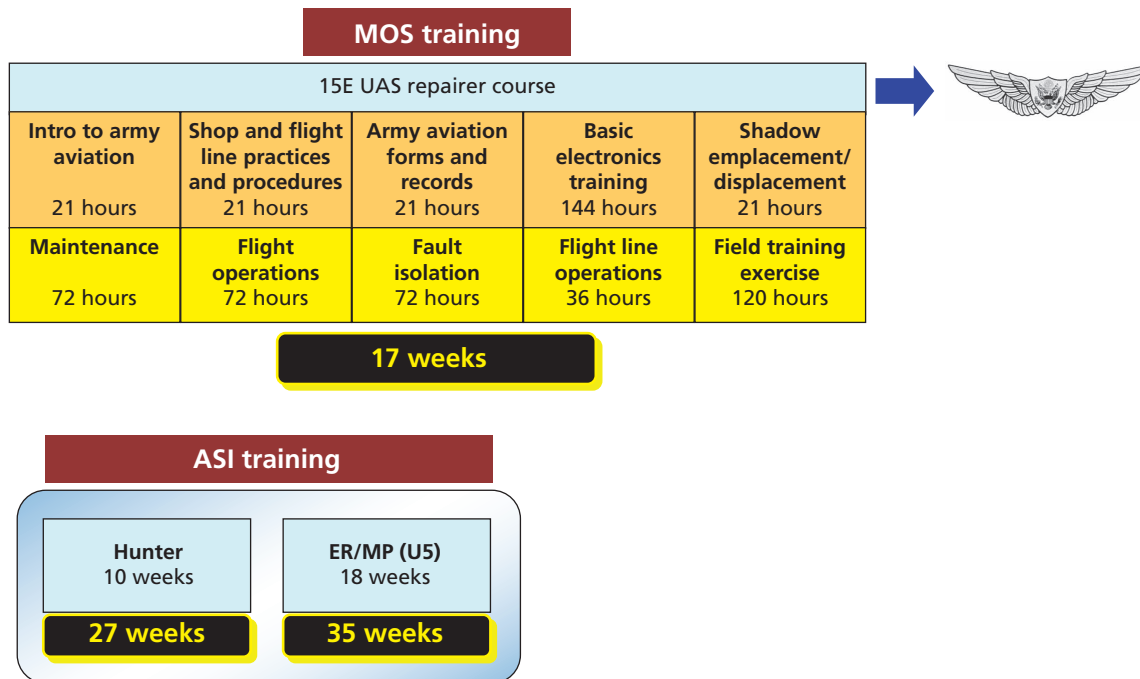 MOS training
15E UAS repairer course
Intro to army
aviation
21 hours
Shop and flight
line practices
and procedures
21 hours
Army aviation
forms and
records
21 hours
Basic
electronics
training
144 hours
Shadow
emplacement/
displacement
21 hours
Maintenance
72 hours
Flight
operations
72 hours
Fault
isolation
72 hours
Flight line
operations
36 hours
Field training
exercise
120 hours
17 weeks
ASI training
Hunter
10 weeks
27 weeks
ER/MP (U5)
18 weeks
35 weeks